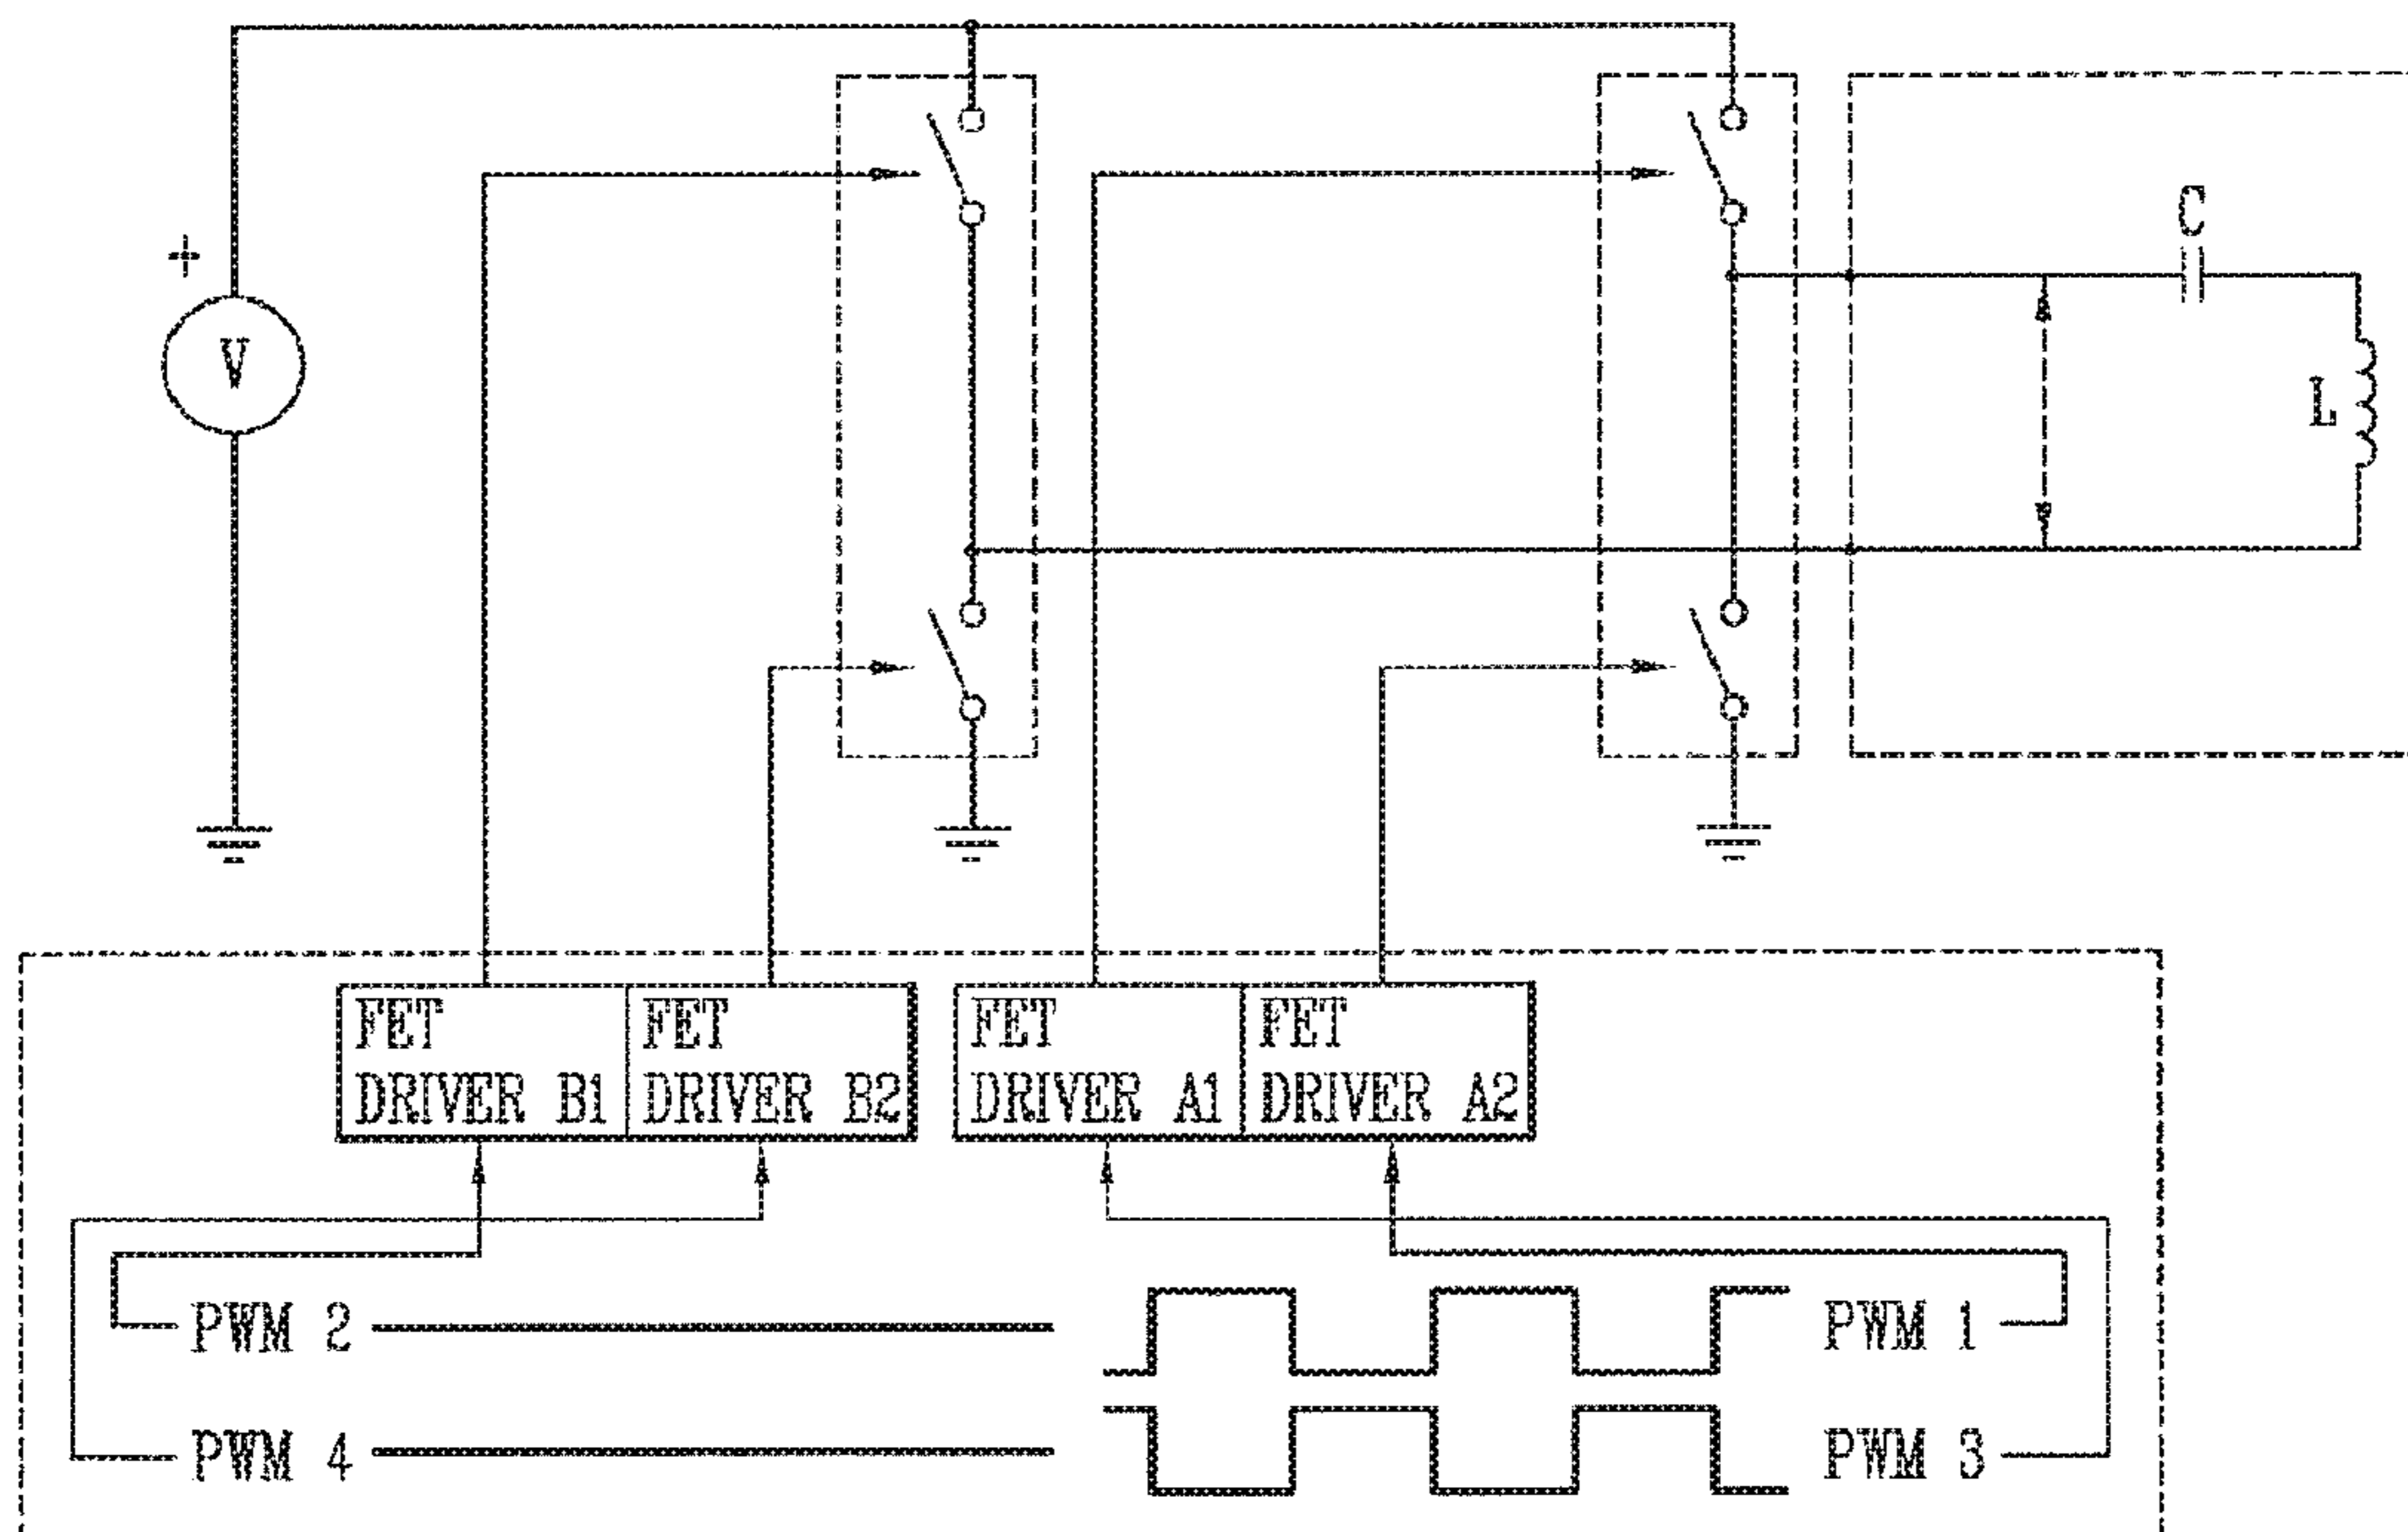 +
V
C
L
FET
DRIVER B1
FET
DRIVER B2
FET
DRIVER A1
FET
DRIVER A2
PWM 2
PWM 1
PWM 4
PWM 3